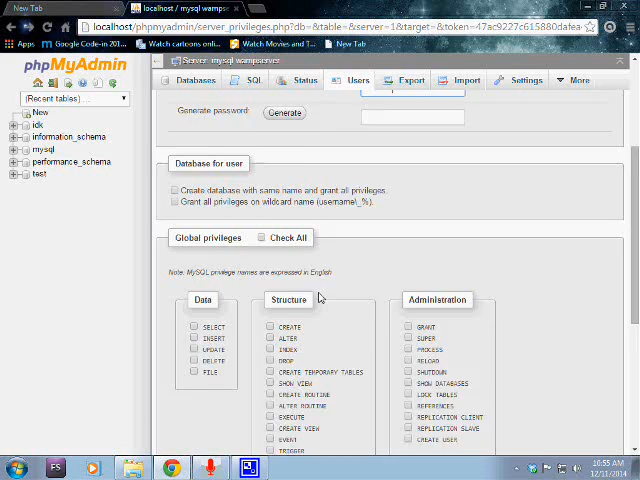 New Tab
localhost / mysql wampse
localhost/phpmyadmin/server_privileges.php?db=&table=&server=1&target=&token=47ac9227c615880dafea
Apps
Google Code-in 201...
Watch cartoons online...
Watch Movies and T...
New Tab
phpMyAdmin
Server: mysql wampserver
Databases
SQL
Status
Users
Export
Import
Settings
More
(Recent tables) ...
New
idk
information_schema
mysql
performance_schema
test
Generate password:
Generate
Database for user
Create database with same name and grant all privileges.
Grant all privileges on wildcard name (username\_%).
Global privileges
Check All
Note: MySQL privilege names are expressed in English
Data
SELECT
INSERT
UPDATE
DELETE
FILE
Structure
CREATE
ALTER
INDEX
DROP
CREATE TEMPORARY TABLES
SHOW VIEW
CREATE ROUTINE
ALTER ROUTINE
EXECUTE
CREATE VIEW
EVENT
TRIGGER
Administration
GRANT
SUPER
PROCESS
RELOAD
SHUTDOWN
SHOW DATABASES
LOCK TABLES
REFERENCES
REPLICATION CLIENT
REPLICATION SLAVE
CREATE USER
FS
10:55 AM
12/11/2014